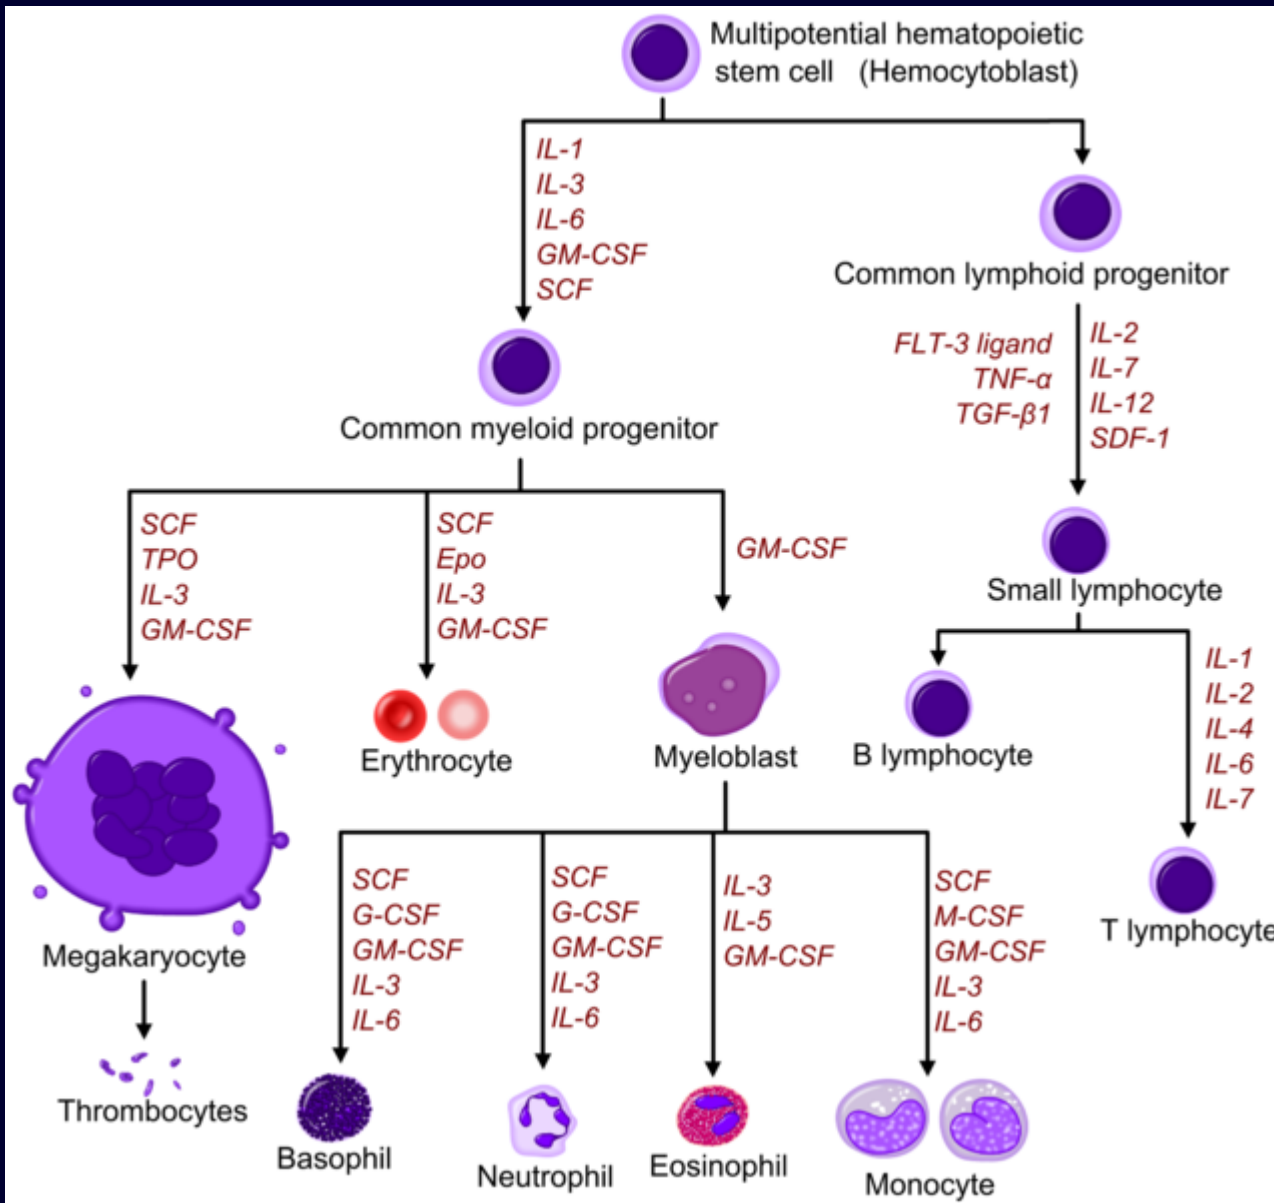 Multipotential hematopoietic
stem cell (Hemocytoblast)
IL-1
IL-3
IL-6
GM-CSF
SCF
Common lymphoid progenitor
FLT-3 ligand
TNF-α
TGF-β1
IL-2
IL-7
IL-12
SDF-1
Common myeloid progenitor
SCF
TPO
IL-3
GM-CSF
SCF
Epo
IL-3
GM-CSF
GM-CSF
Small lymphocyte
Erythrocyte
Myeloblast
B lymphocyte
IL-1
IL-2
IL-4
IL-6
IL-7
T lymphocyte
Megakaryocyte
SCF
G-CSF
GM-CSF
IL-3
IL-6
SCF
G-CSF
GM-CSF
IL-3
IL-6
IL-3
IL-5
GM-CSF
SCF
M-CSF
GM-CSF
IL-3
IL-6
Thrombocytes
Basophil
Neutrophil
Eosinophil
Monocyte